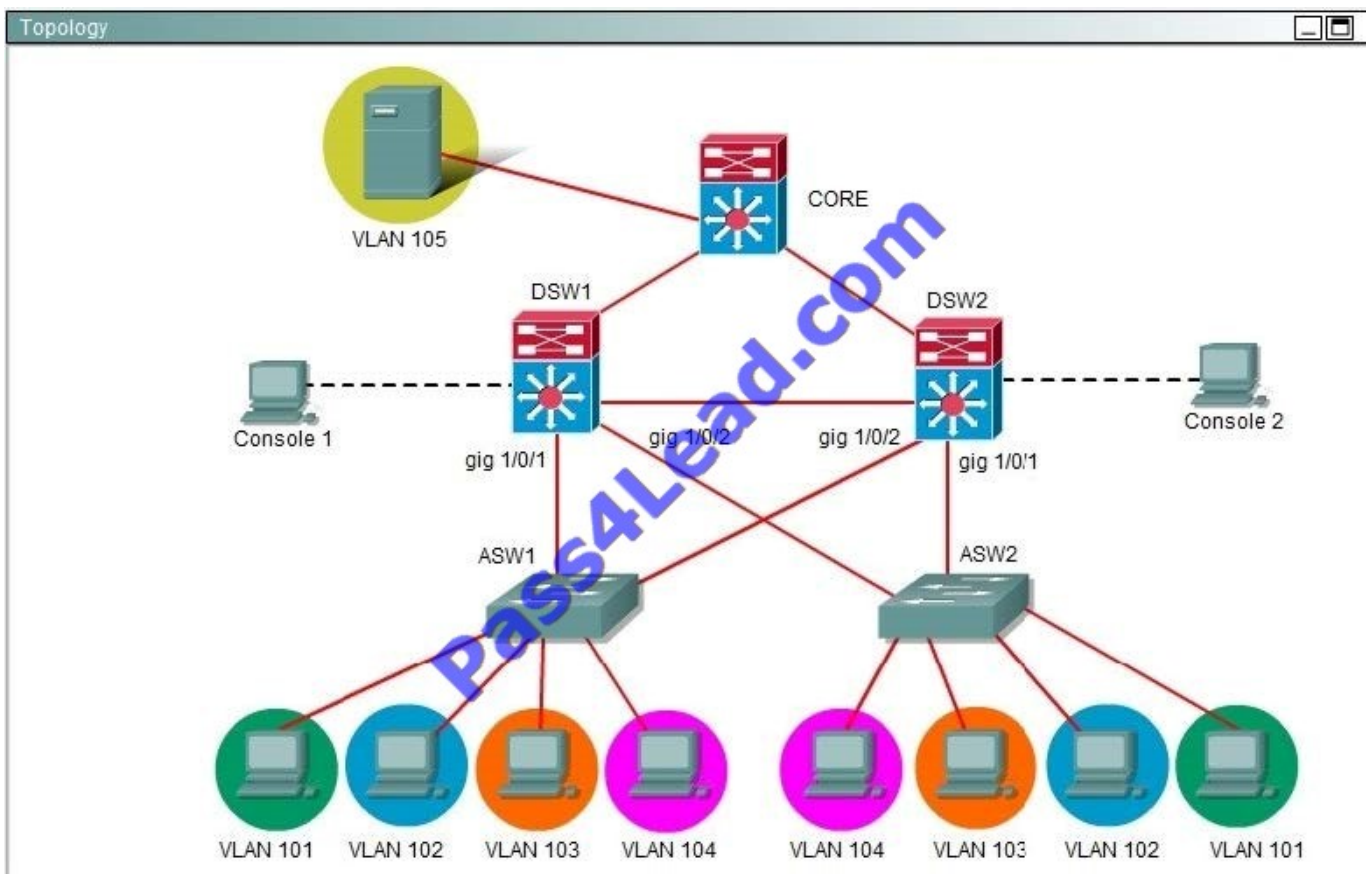 Topology
VLAN 105
CORE
DSW1
DSW2
Console 1
Console 2
gig 1/0/1
gig 1/0/2
gig 1/0/2
gig 1/0/1
ASW1
ASW2
Pass4Lead.com
VLAN 101
VLAN 102
VLAN 103
VLAN 104
VLAN 104
VLAN 103
VLAN 102
VLAN 101